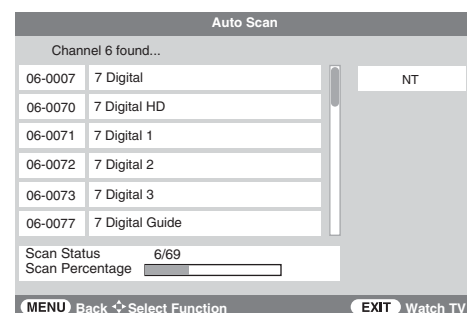 Auto Scan
Channel 6 found...
06-0007 7 Digital NT
06-0070 7 Digital HD
06-0071 7 Digital 1
06-0072 7 Digital 2
06-0073 7 Digital 3
06-0077 7 Digital Guide
Scan Status 6/69
Scan Percentage
MENU Back Select Function EXIT Watch TV